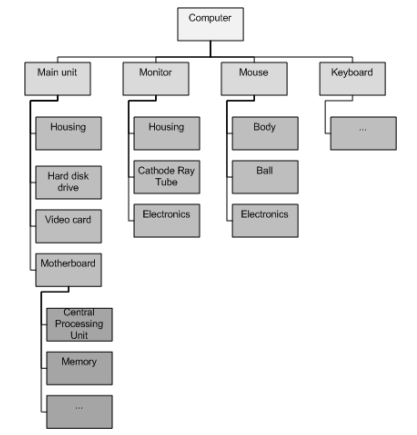 Computer
Main unit
Monitor
Mouse
Keyboard
Housing
Housing
Body
...
Hard disk
drive
Cathode Ray
Tube
Ball
Video card
Electronics
Electronics
Motherboard
Central
Processing
Unit
Memory
...